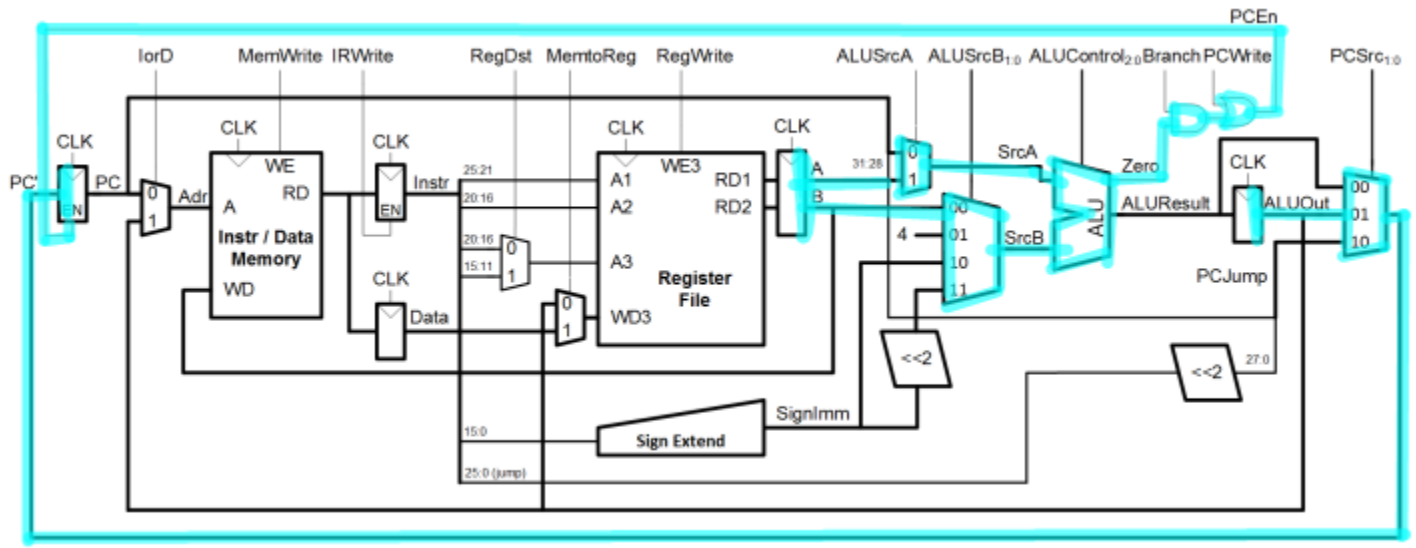 PCEn
IorD MemWrite IRWrite RegDst MemtoReg RegWrite ALUSrcA ALUSrcB1:0 ALUControl2:0 Branch PCWrite PCSrc1:0
CLK CLK CLK CLK CLK CLK
PC' EN PC 0 1 Adr
WE RD A
Instr / Data
Memory
WD
EN Instr
CLK
Data
25:21
20:16
20:16
15:11
0
1
0
1
WE3
A1 RD1
A2 RD2
A3
WD3
Register
File
A
B
31:28
0
1
SrcA
4
00
01
10
11
SrcB
ALU
Zero
ALUResult
ALUOut
00
01
10
PCJump
<<2
<<2
27:0
SignImm
15:0
Sign Extend
25:0 (jump)